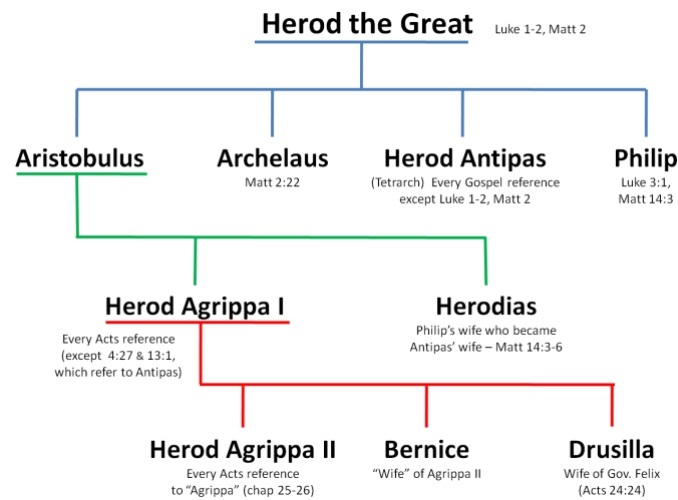 Herod the Great
Luke 1-2, Matt 2
Aristobulus
Archelaus
Matt 2:22
Herod Antipas
(Tetrarch)  Every Gospel reference
except Luke 1-2, Matt 2
Philip
Luke 3:1,
Matt 14:3
Herod Agrippa I
Every Acts reference
(except  4:27 & 13:1,
which refer to Antipas)
Herodias
Philip's wife who became
Antipas' wife – Matt 14:3-6
Herod Agrippa II
Every Acts reference
to “Agrippa” (chap 25-26)
Bernice
“Wife” of Agrippa II
Drusilla
Wife of Gov. Felix
(Acts 24:24)